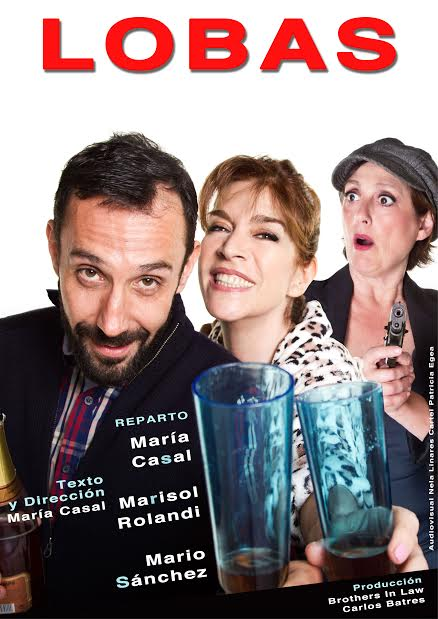 LOBAS
REPARTO
María
Casal
Texto
y Dirección
María Casal
Marisol
Rolandi
Mario
Sánchez
Producción
Brothers In Law
Carlos Batres
Audiovisual Nela Linares Cartel Patricia Egea